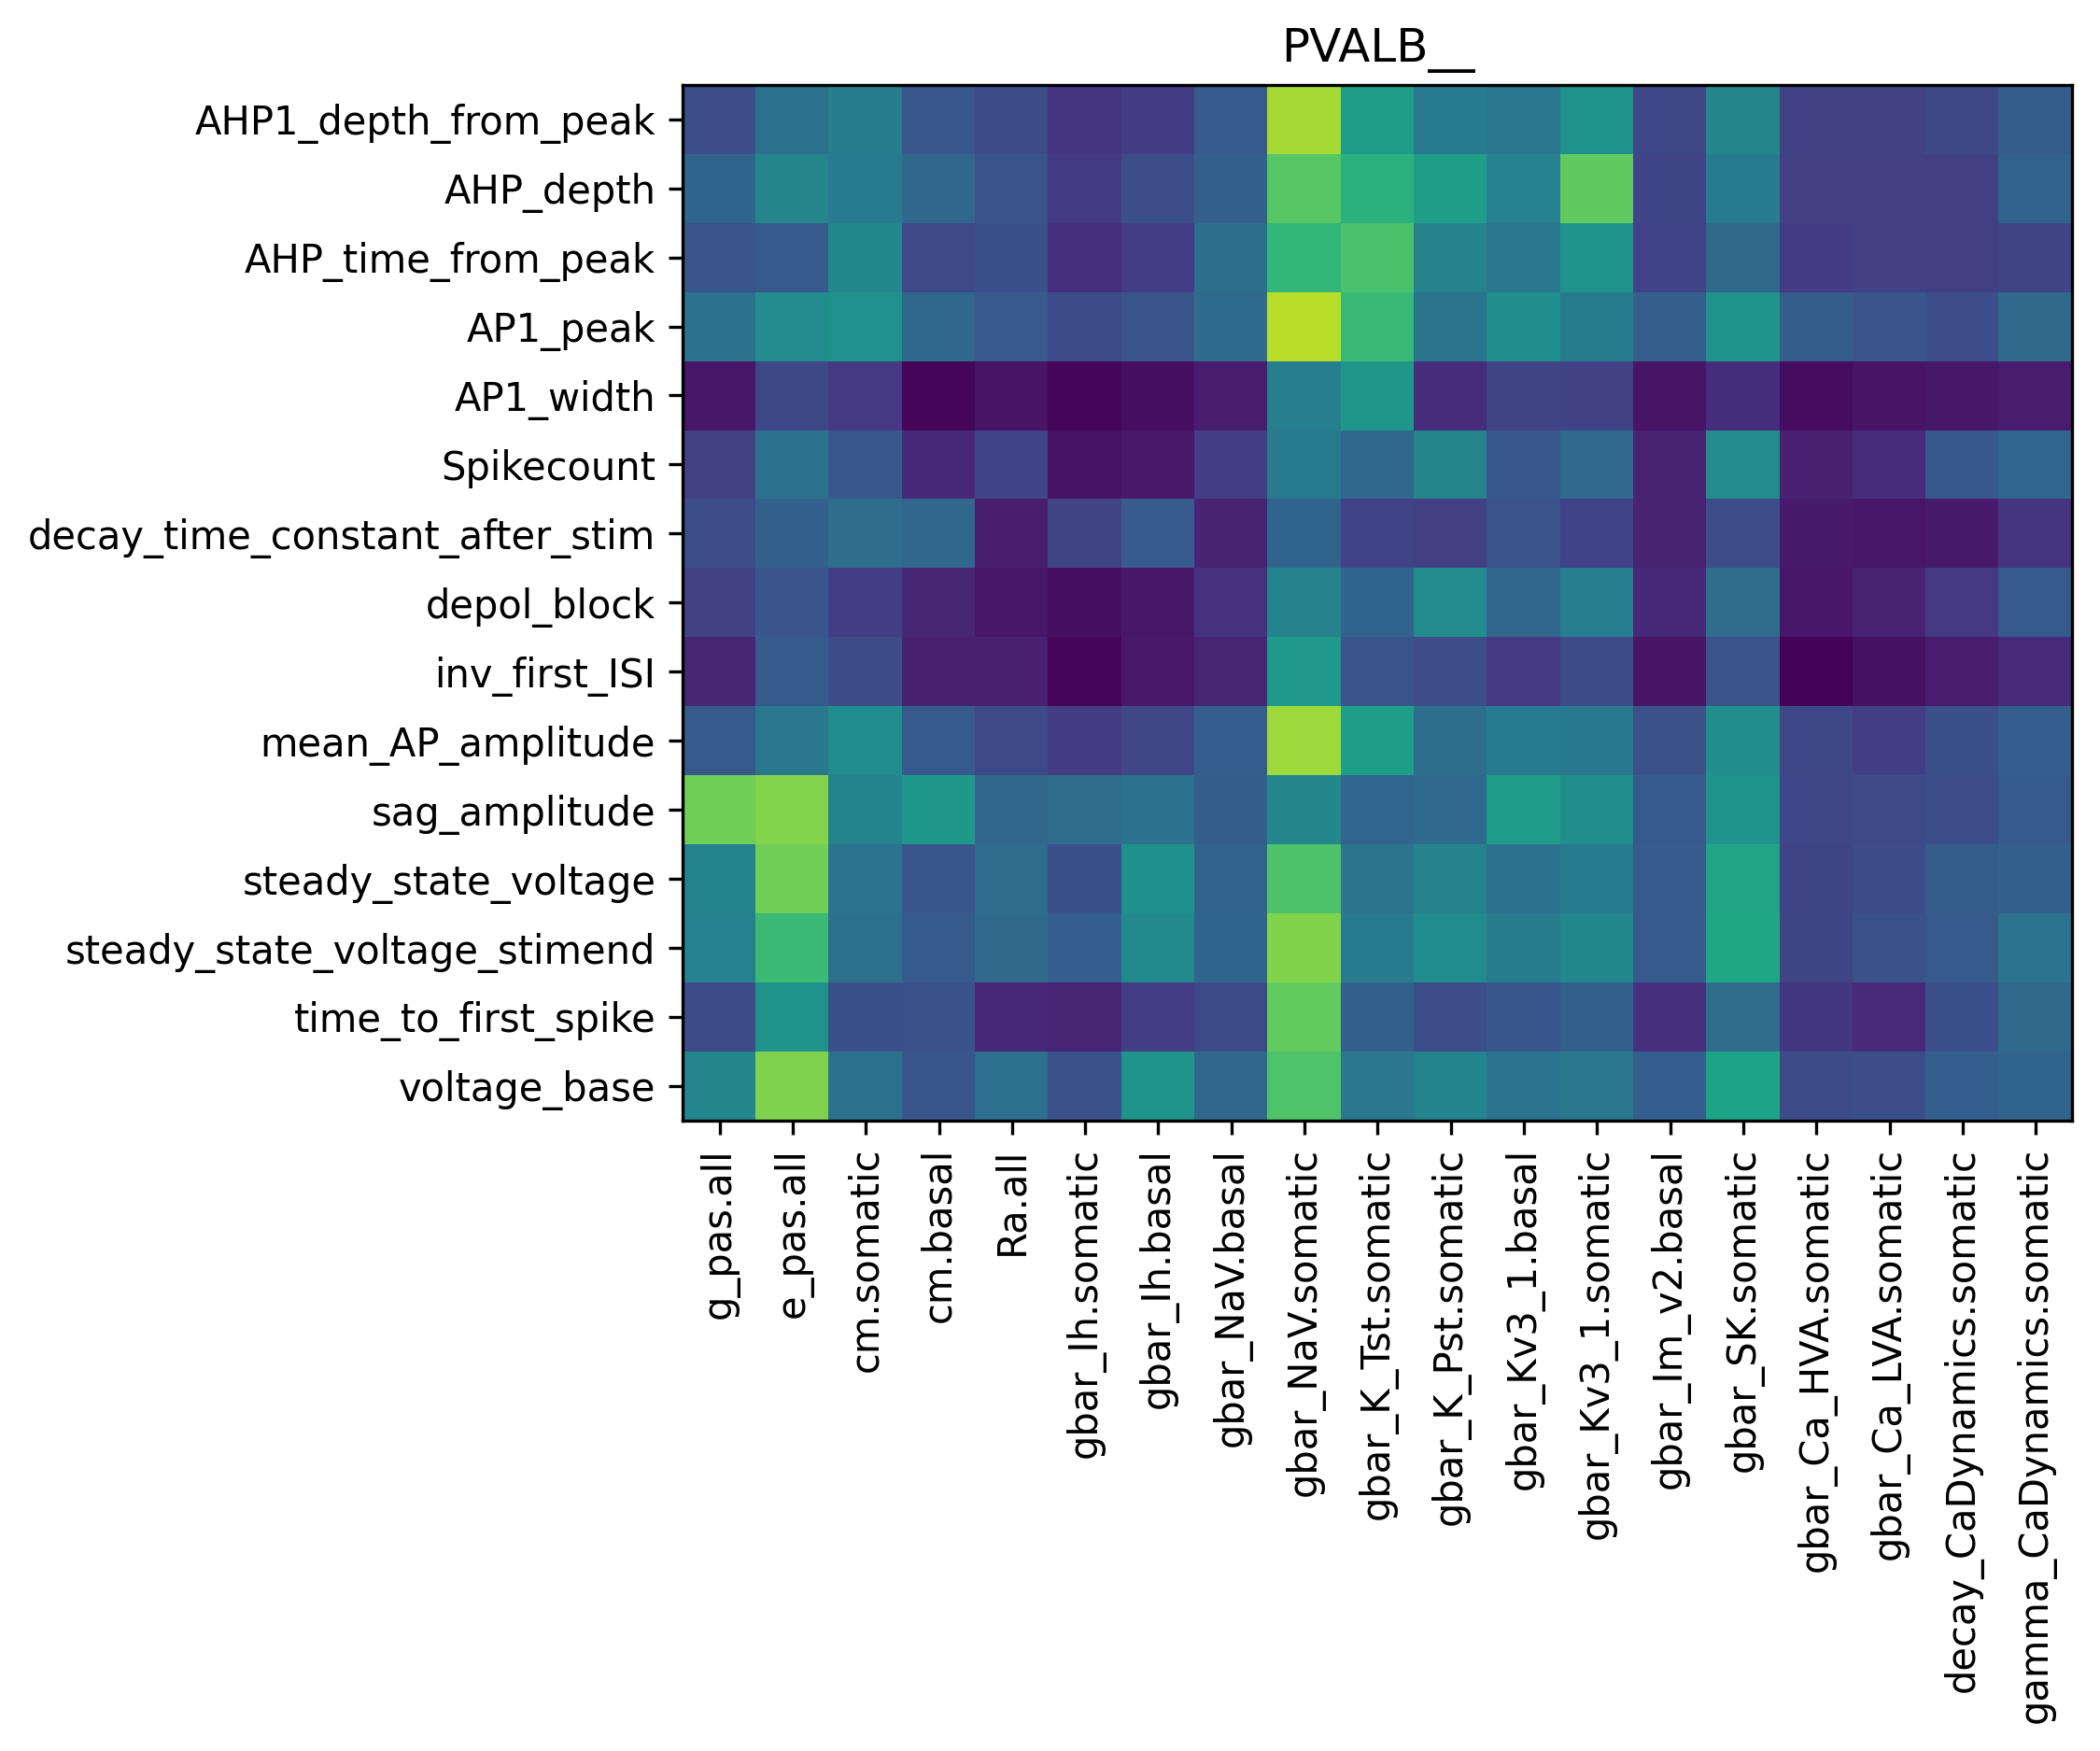 PVALB__
AHP1_depth_from_peak
AHP_depth
AHP_time_from_peak
AP1_peak
AP1_width
Spikecount
decay_time_constant_after_stim
depol_block
inv_first_ISI
mean_AP_amplitude
sag_amplitude
steady_state_voltage
steady_state_voltage_stimend
time_to_first_spike
voltage_base
g_pas.all
e_pas.all
cm.somatic
cm.basal
Ra.all
gbar_Ih.somatic
gbar_Ih.basal
gbar_NaV.basal
gbar_NaV.somatic
gbar_K_Tst.somatic
gbar_K_Pst.somatic
gbar_Kv3_1.basal
gbar_Kv3_1.somatic
gbar_Im_v2.basal
gbar_SK.somatic
gbar_Ca_HVA.somatic
gbar_Ca_LVA.somatic
decay_CaDynamics.somatic
gamma_CaDynamics.somatic